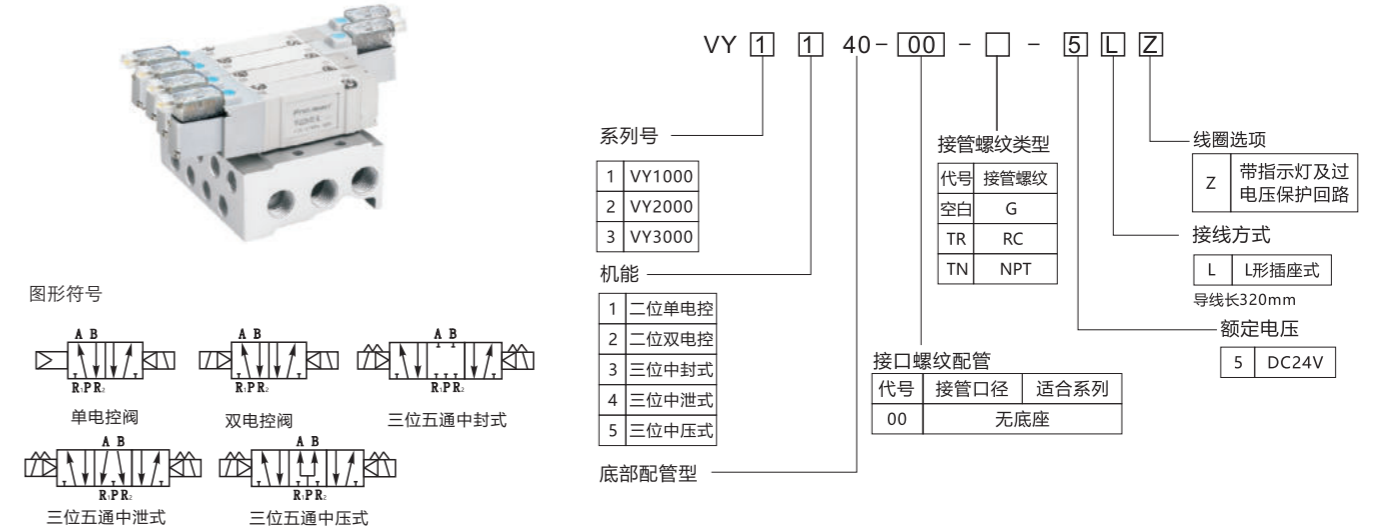 VY 1 1 40-00-□-5LZ
系列号
1 VY1000
2 VY2000
3 VY3000
机能
1 二位单电控
2 二位双电控
3 三位中封式
4 三位中泄式
5 三位中压式
底部配管型
接口螺纹配管
代号 接管口径 适合系列
00 无底座
接管螺纹类型
代号 接管螺纹
空白 G
TR RC
TN NPT
线圈选项
Z 带指示灯及过
电压保护回路
接线方式
L L形插座式
导线长320mm
额定电压
5 DC24V
图形符号
A B
R₁PR₂
单电控阀
A B
R₁PR₂
双电控阀
A B
R₁PR₂
三位五通中封式
A B
R₁PR₂
三位五通中泄式
A B
R₁PR₂
三位五通中压式